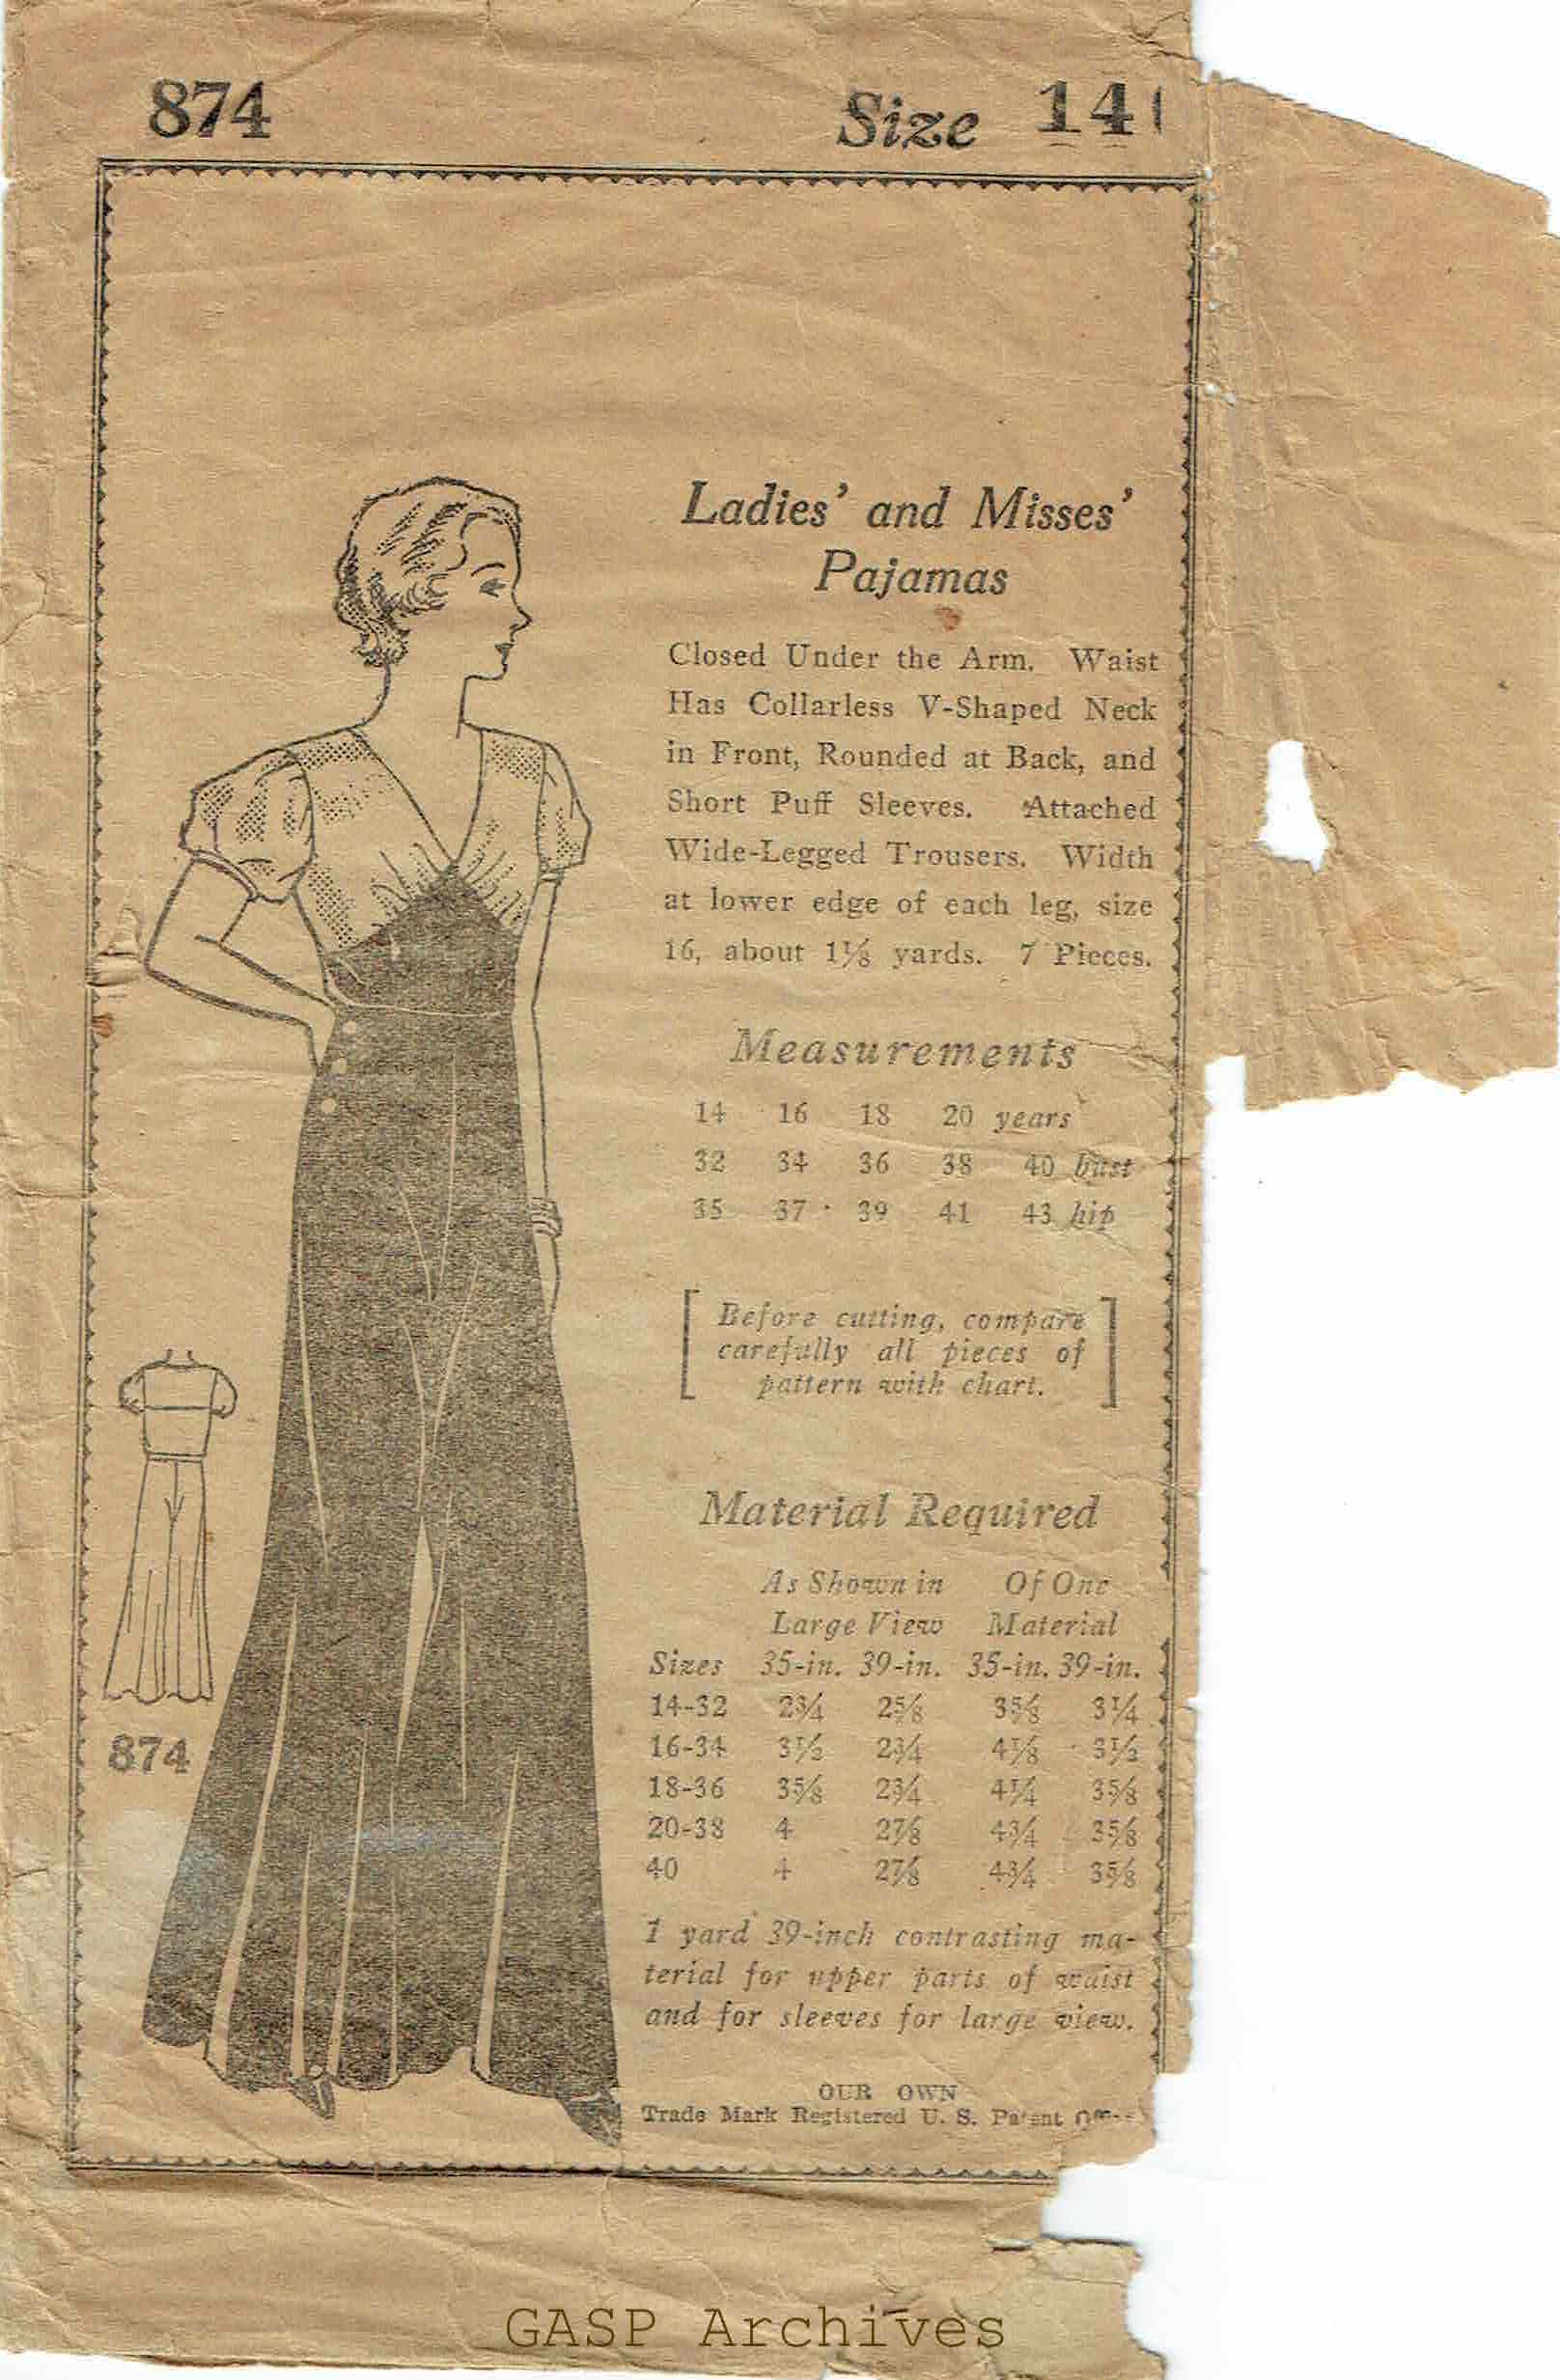 874 Size 14
Ladies' and Misses'
Pajamas
Closed Under the Arm. Waist
Has Collarless V-Shaped Neck
in Front, Rounded at Back, and
Short Puff Sleeves. Attached
Wide-Legged Trousers. Width
at lower edge of each leg, size
16, about 1⅛ yards. 7 Pieces.
Measurements
14 16 18 20 years
32 34 36 38 40 bust
35 37 39 41 43 hip
[Before cutting, compare
carefully all pieces of
pattern with chart.]
Material Required
As Shown in Of One
Large View Material
Sizes 35-in. 39-in. 35-in. 39-in.
14-32 2¾ 2⅝ 3⅝ 3¼
16-34 3½ 2¾ 4⅛ 3½
18-36 3⅝ 2¾ 4¼ 3⅝
20-38 4 2⅞ 4¾ 3⅝
40 4 2⅞ 4¾ 3⅝
874
1 yard 39-inch contrasting ma-
terial for upper parts of waist
and for sleeves for large view.
OUR OWN
Trade Mark Registered U. S. Patent
GASP Archives